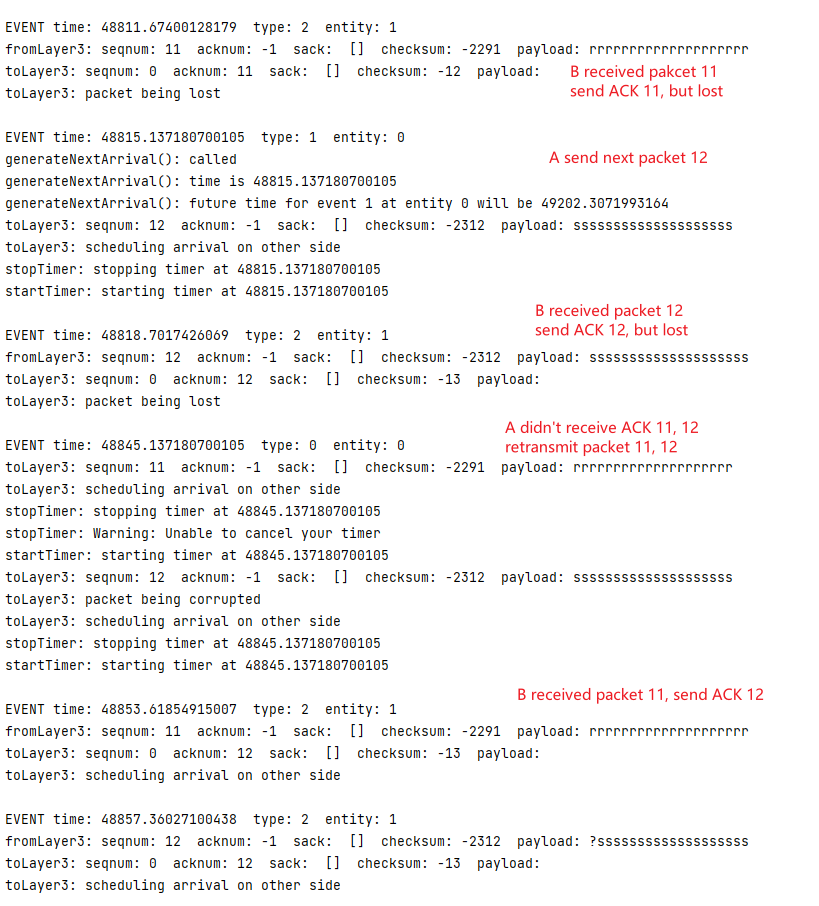 EVENT time: 48811.67400128179  type: 2  entity: 1
fromLayer3: seqnum: 11  acknum: -1  sack:  []  checksum: -2291  payload: rrrrrrrrrrrrrrrrrrrr
toLayer3: seqnum: 0  acknum: 11  sack:  []  checksum: -12  payload:
B received pakcet 11
toLayer3: packet being lost
send ACK 11, but lost
EVENT time: 48815.137180700105  type: 1  entity: 0
generateNextArrival(): called
A send next packet 12
generateNextArrival(): time is 48815.137180700105
generateNextArrival(): future time for event 1 at entity 0 will be 49202.3071993164
toLayer3: seqnum: 12  acknum: -1  sack:  []  checksum: -2312  payload: ssssssssssssssssssss
toLayer3: scheduling arrival on other side
stopTimer: stopping timer at 48815.137180700105
startTimer: starting timer at 48815.137180700105
B received packet 12
send ACK 12, but lost
EVENT time: 48818.7017426069  type: 2  entity: 1
fromLayer3: seqnum: 12  acknum: -1  sack:  []  checksum: -2312  payload: ssssssssssssssssssss
toLayer3: seqnum: 0  acknum: 12  sack:  []  checksum: -13  payload:
toLayer3: packet being lost
A didn't receive ACK 11, 12
retransmit packet 11, 12
EVENT time: 48845.137180700105  type: 0  entity: 0
toLayer3: seqnum: 11  acknum: -1  sack:  []  checksum: -2291  payload: rrrrrrrrrrrrrrrrrrrr
toLayer3: scheduling arrival on other side
stopTimer: stopping timer at 48845.137180700105
stopTimer: Warning: Unable to cancel your timer
startTimer: starting timer at 48845.137180700105
toLayer3: seqnum: 12  acknum: -1  sack:  []  checksum: -2312  payload: ssssssssssssssssssss
toLayer3: packet being corrupted
toLayer3: scheduling arrival on other side
stopTimer: stopping timer at 48845.137180700105
startTimer: starting timer at 48845.137180700105
B received packet 11, send ACK 12
EVENT time: 48853.61854915007  type: 2  entity: 1
fromLayer3: seqnum: 11  acknum: -1  sack:  []  checksum: -2291  payload: rrrrrrrrrrrrrrrrrrrr
toLayer3: seqnum: 0  acknum: 12  sack:  []  checksum: -13  payload:
toLayer3: scheduling arrival on other side
EVENT time: 48857.36027100438  type: 2  entity: 1
fromLayer3: seqnum: 12  acknum: -1  sack:  []  checksum: -2312  payload: ?sssssssssssssssssss
toLayer3: seqnum: 0  acknum: 12  sack:  []  checksum: -13  payload:
toLayer3: scheduling arrival on other side